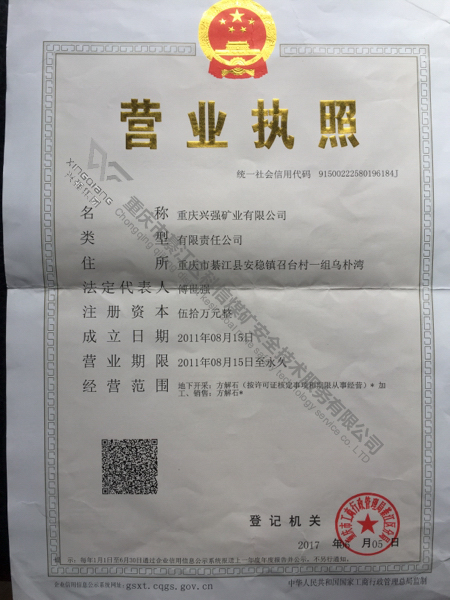 营业执照
统一社会信用代码 91500222580196184J
名称 重庆兴强矿业有限公司
类型 有限责任公司
住所 重庆市綦江县安稳镇召台村一组乌朴湾
法定代表人 傅世强
注册资本 伍拾万元整
成立日期 2011年08月15日
营业期限 2011年08月15日至永久
经营范围 地下开采：方解石（按许可证核定事项和期限从事经营）* 加
工、销售：方解石*
XINGQIANG
登记机关
2017 年 月05日
gsxt.cqgs.gov.cn
中华人民共和国国家工商行政管理总局监制